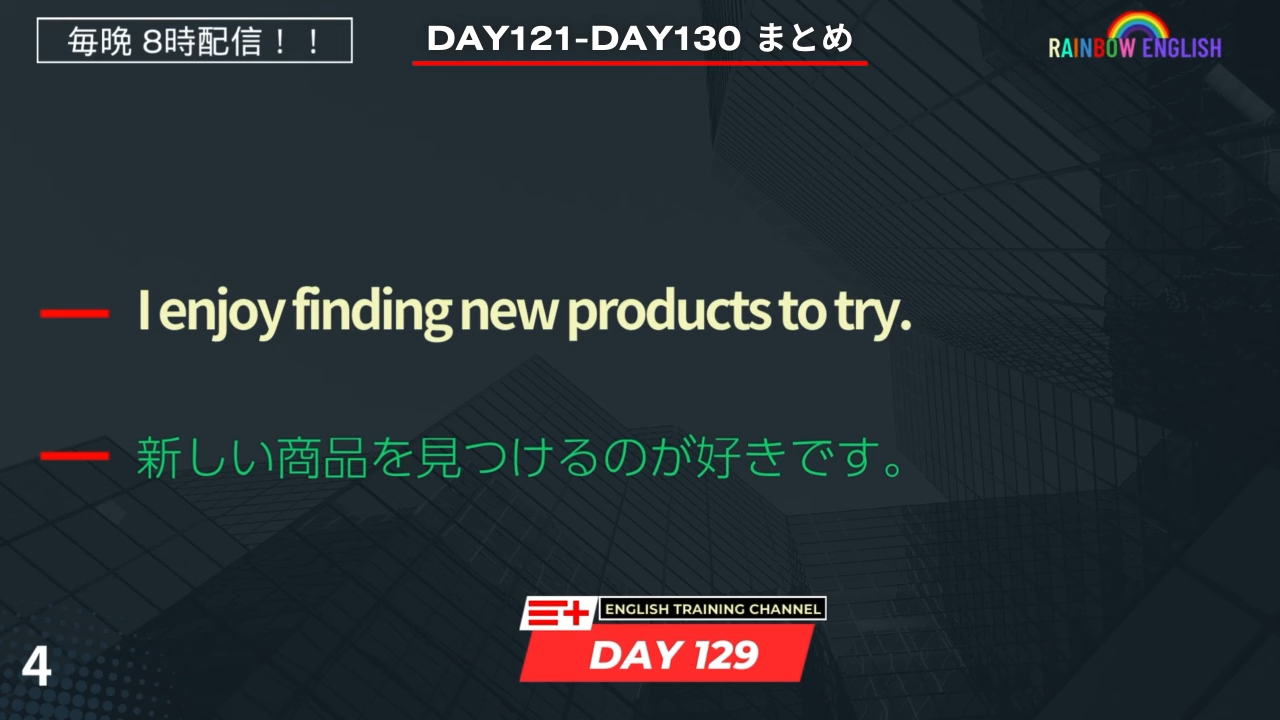 毎晩 8時配信！！
DAY121-DAY130 まとめ
RAINBOW ENGLISH
I enjoy finding new products to try.
新しい商品を見つけるのが好きです。
ENGLISH TRAINING CHANNEL
DAY 129
4